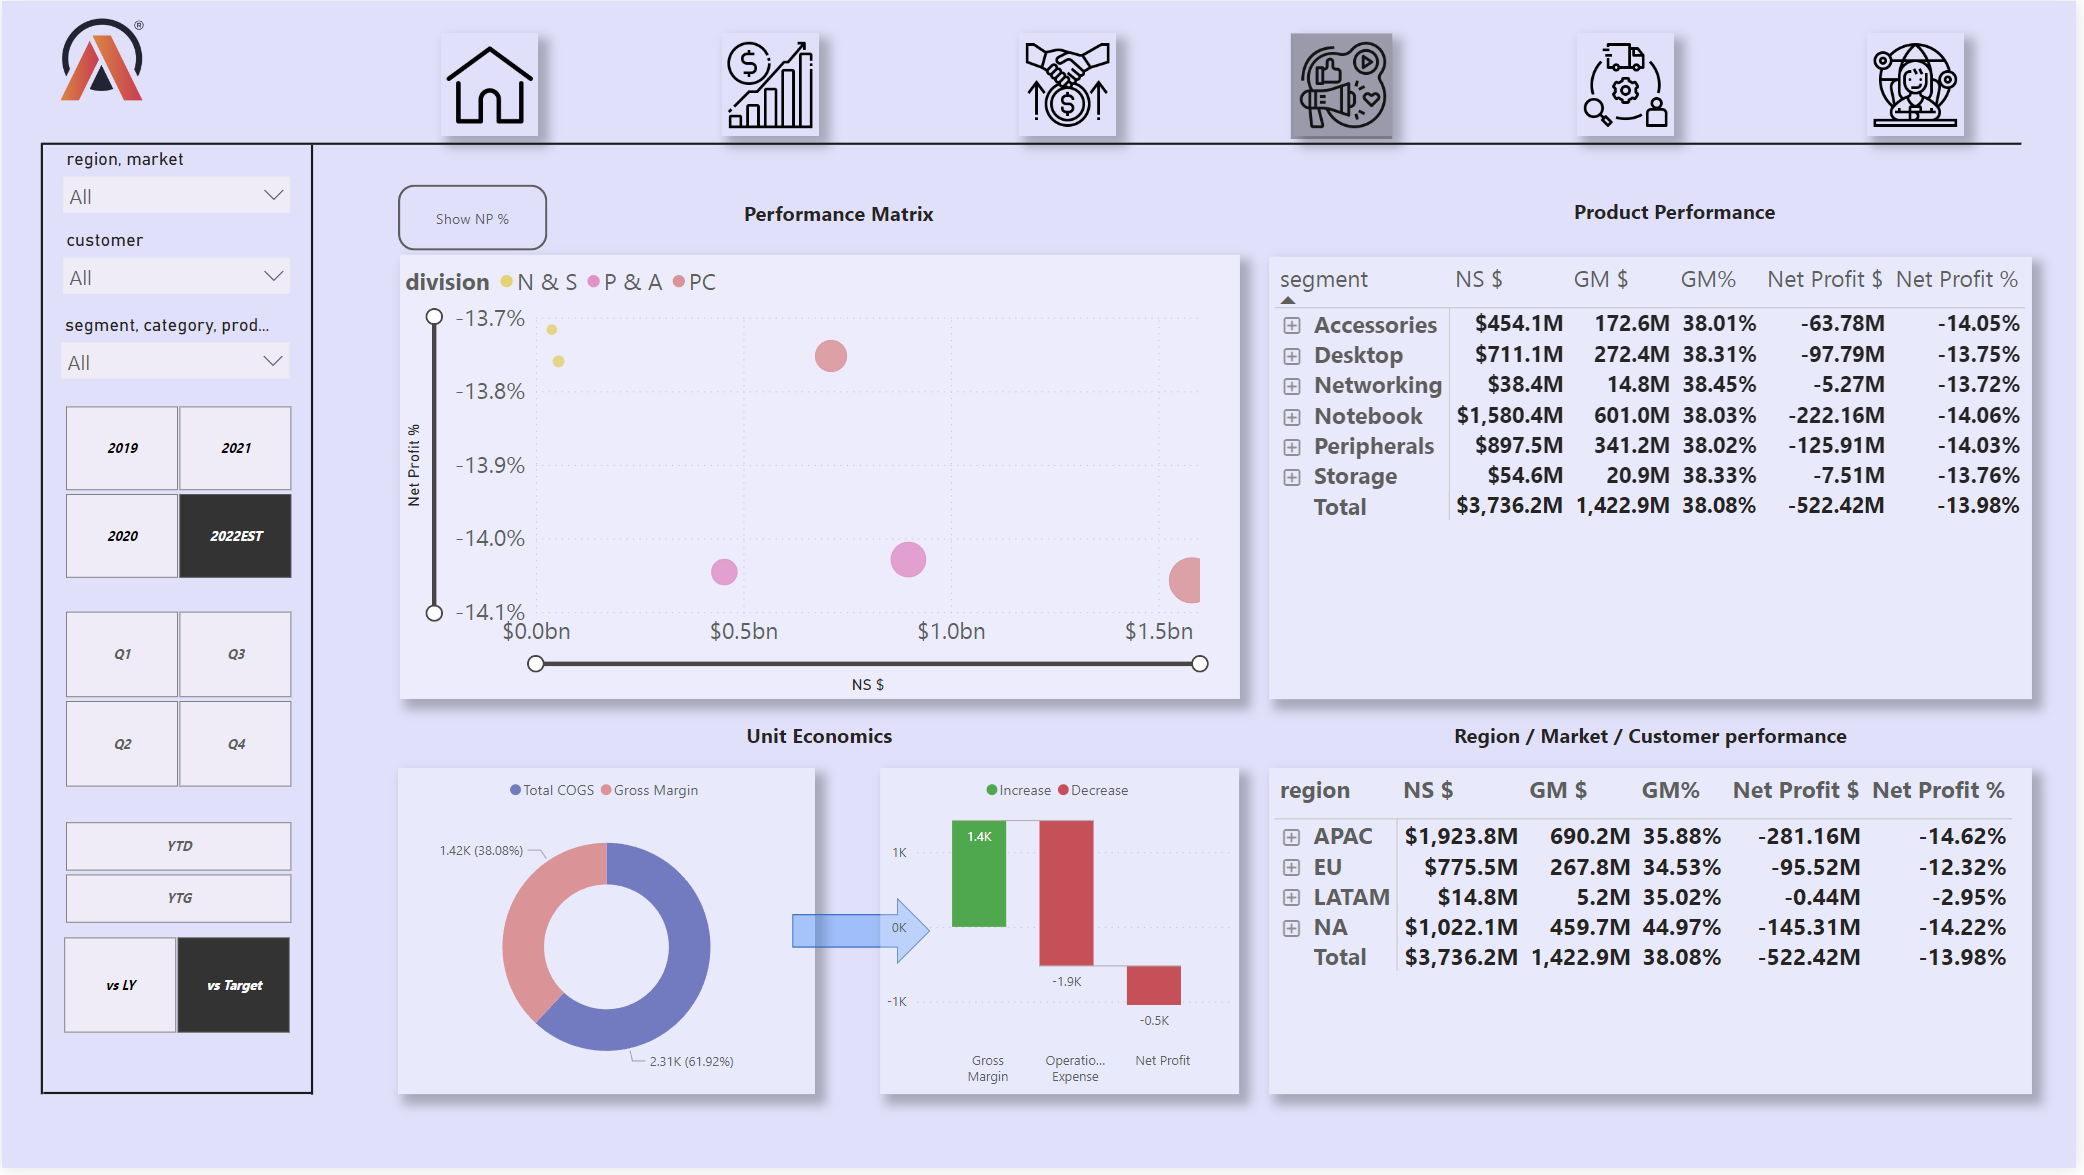 ®
region, market
All
customer
All
segment, category, prod...
All
2019
2021
2020
2022EST
Q1
Q3
Q2
Q4
YTD
YTG
vs LY
vs Target
Show NP %
Performance Matrix
division N & S P & A PC
Net Profit %
-13.7%
-13.8%
-13.9%
-14.0%
-14.1%
$0.0bn $0.5bn $1.0bn $1.5bn
NS $
Product Performance
segment NS $ GM $ GM% Net Profit $ Net Profit %
Accessories $454.1M 172.6M 38.01% -63.78M -14.05%
Desktop $711.1M 272.4M 38.31% -97.79M -13.75%
Networking $38.4M 14.8M 38.45% -5.27M -13.72%
Notebook $1,580.4M 601.0M 38.03% -222.16M -14.06%
Peripherals $897.5M 341.2M 38.02% -125.91M -14.03%
Storage $54.6M 20.9M 38.33% -7.51M -13.76%
Total $3,736.2M 1,422.9M 38.08% -522.42M -13.98%
Unit Economics
Total COGS Gross Margin
1.42K (38.08%)
2.31K (61.92%)
Increase Decrease
1K
0K
-1K
1.4K
-1.9K
-0.5K
Gross Margin
Operatio... Expense
Net Profit
Region / Market / Customer performance
region NS $ GM $ GM% Net Profit $ Net Profit %
APAC $1,923.8M 690.2M 35.88% -281.16M -14.62%
EU $775.5M 267.8M 34.53% -95.52M -12.32%
LATAM $14.8M 5.2M 35.02% -0.44M -2.95%
NA $1,022.1M 459.7M 44.97% -145.31M -14.22%
Total $3,736.2M 1,422.9M 38.08% -522.42M -13.98%